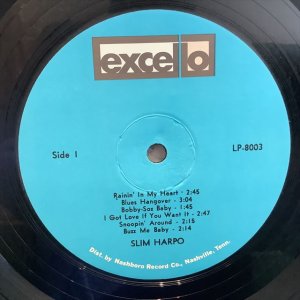 excello
Side 1
LP-8003
Rainin' In My Heart - 2:45
Blues Hangover - 3:04
Bobby-Sox Baby - 1:45
I Got Love If You Want It - 2:47
Snoopin' Around - 2:15
Buzz Me Baby - 2:14
SLIM HARPO
Dist. by Nashboro Record Co., Nashville, Tenn.